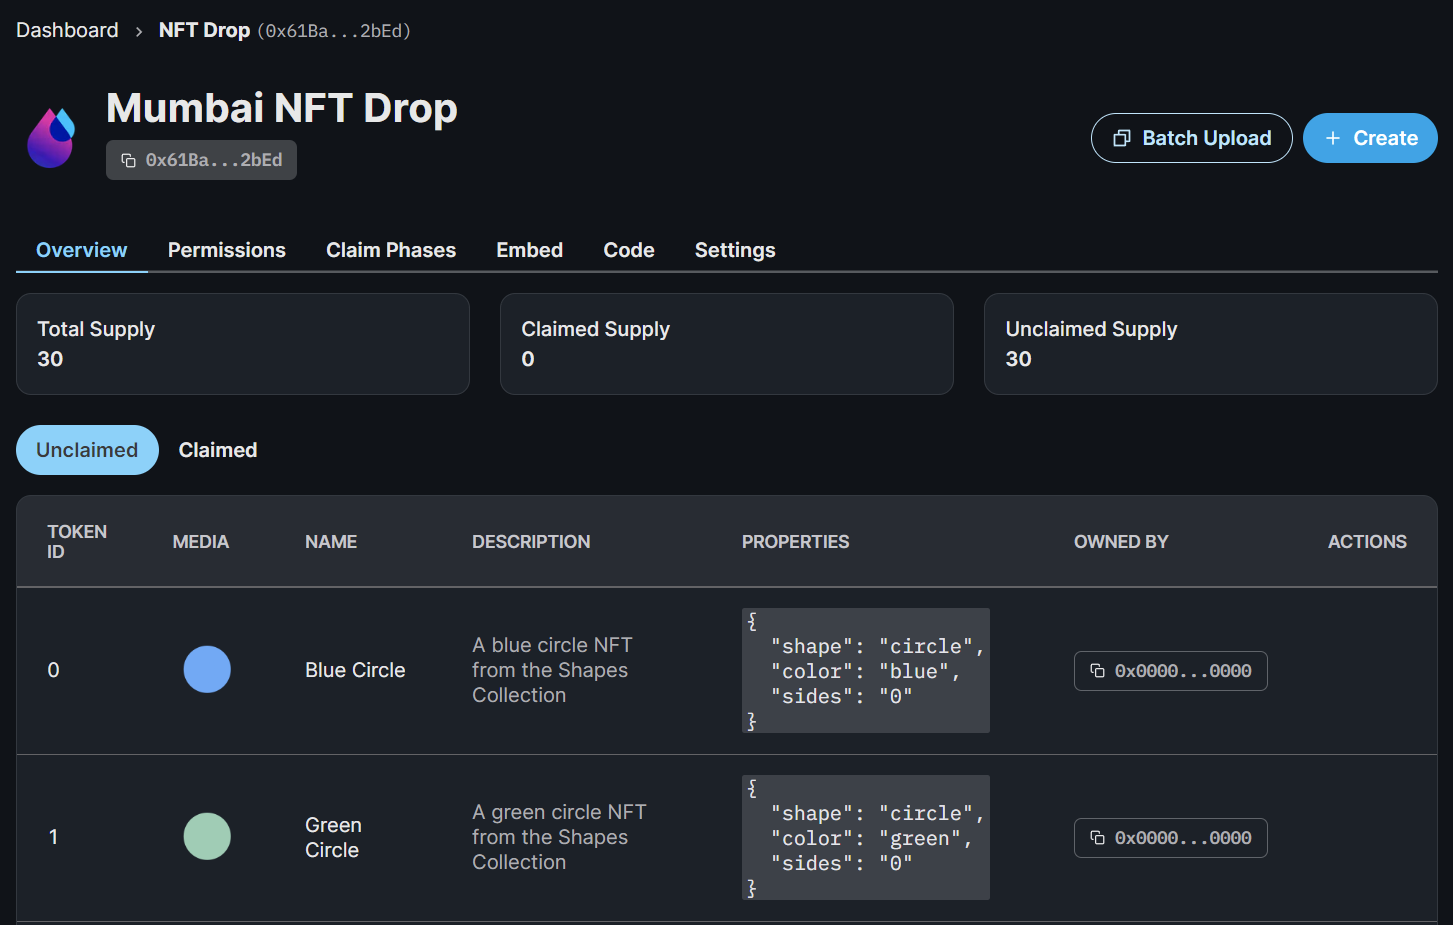 Dashboard › NFT Drop (0x61Ba...2bEd)
Mumbai NFT Drop
0x61Ba...2bEd
Batch Upload
+ Create
Overview Permissions Claim Phases Embed Code Settings
Total Supply
30
Claimed Supply
0
Unclaimed Supply
30
Unclaimed Claimed
TOKEN
ID
MEDIA NAME DESCRIPTION PROPERTIES OWNED BY ACTIONS
0
Blue Circle
A blue circle NFT
from the Shapes
Collection
{
"shape": "circle",
"color": "blue",
"sides": "0"
}
0x0000...0000
1
Green
Circle
A green circle NFT
from the Shapes
Collection
{
"shape": "circle",
"color": "green",
"sides": "0"
}
0x0000...0000